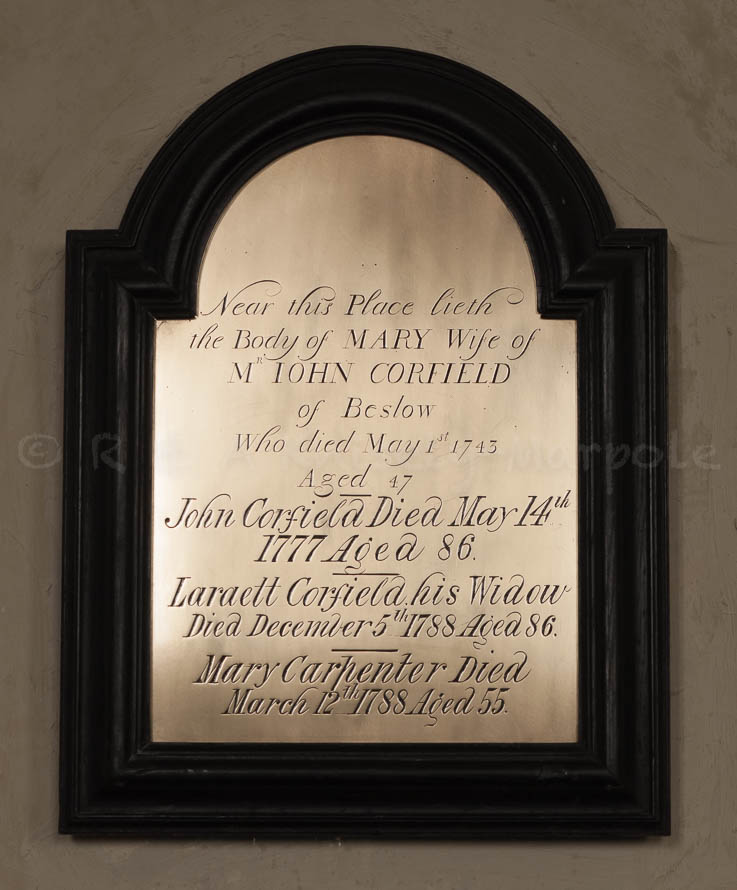 Near this Place lieth
the Body of MARY Wife of
Mr. IOHN CORFIELD
of Beslow
Who died May 1st 1743
Aged 47
John Corfield Died May 14th
1777 Aged 86.
Laraett Corfield his Widow
Died December 5th 1788 Aged 86.
Mary Carpenter Died
March 12th 1788 Aged 55.